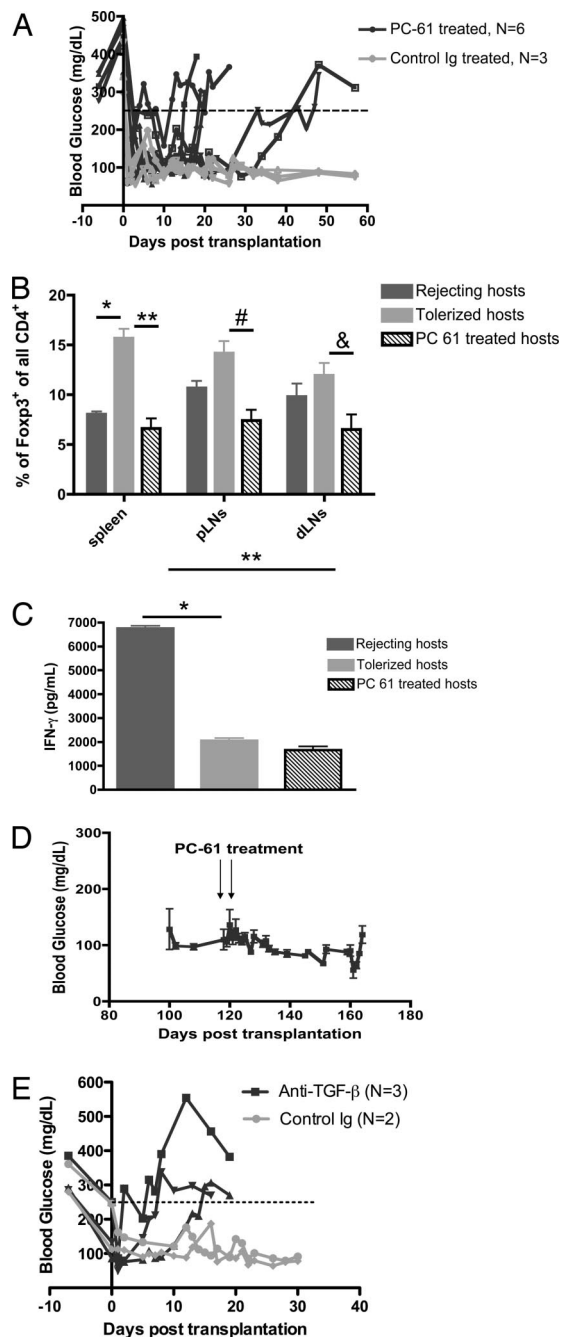 A
Blood Glucose (mg/dL)
500
400
300
200
100
-10 0 10 20 30 40 50 60
Days post transplantation
PC-61 treated, N=6
Control Ig treated, N=3
B
% of Foxp3⁺ of all CD4⁺
20
15
10
5
0
* ** # &
spleen pLNs dLNs
**
Rejecting hosts
Tolerized hosts
PC 61 treated hosts
C
IFN-γ (pg/mL)
7000
6000
5000
4000
3000
2000
1000
0
*
Rejecting hosts
Tolerized hosts
PC 61 treated hosts
D
Blood Glucose (mg/dL)
300
200
100
0
PC-61 treatment
80 100 120 140 160 180
Days post transplantation
E
Blood Glucose (mg/dL)
600
500
400
300
200
100
-10 0 10 20 30 40
Days post transplantation
Anti-TGF-β (N=3)
Control Ig (N=2)